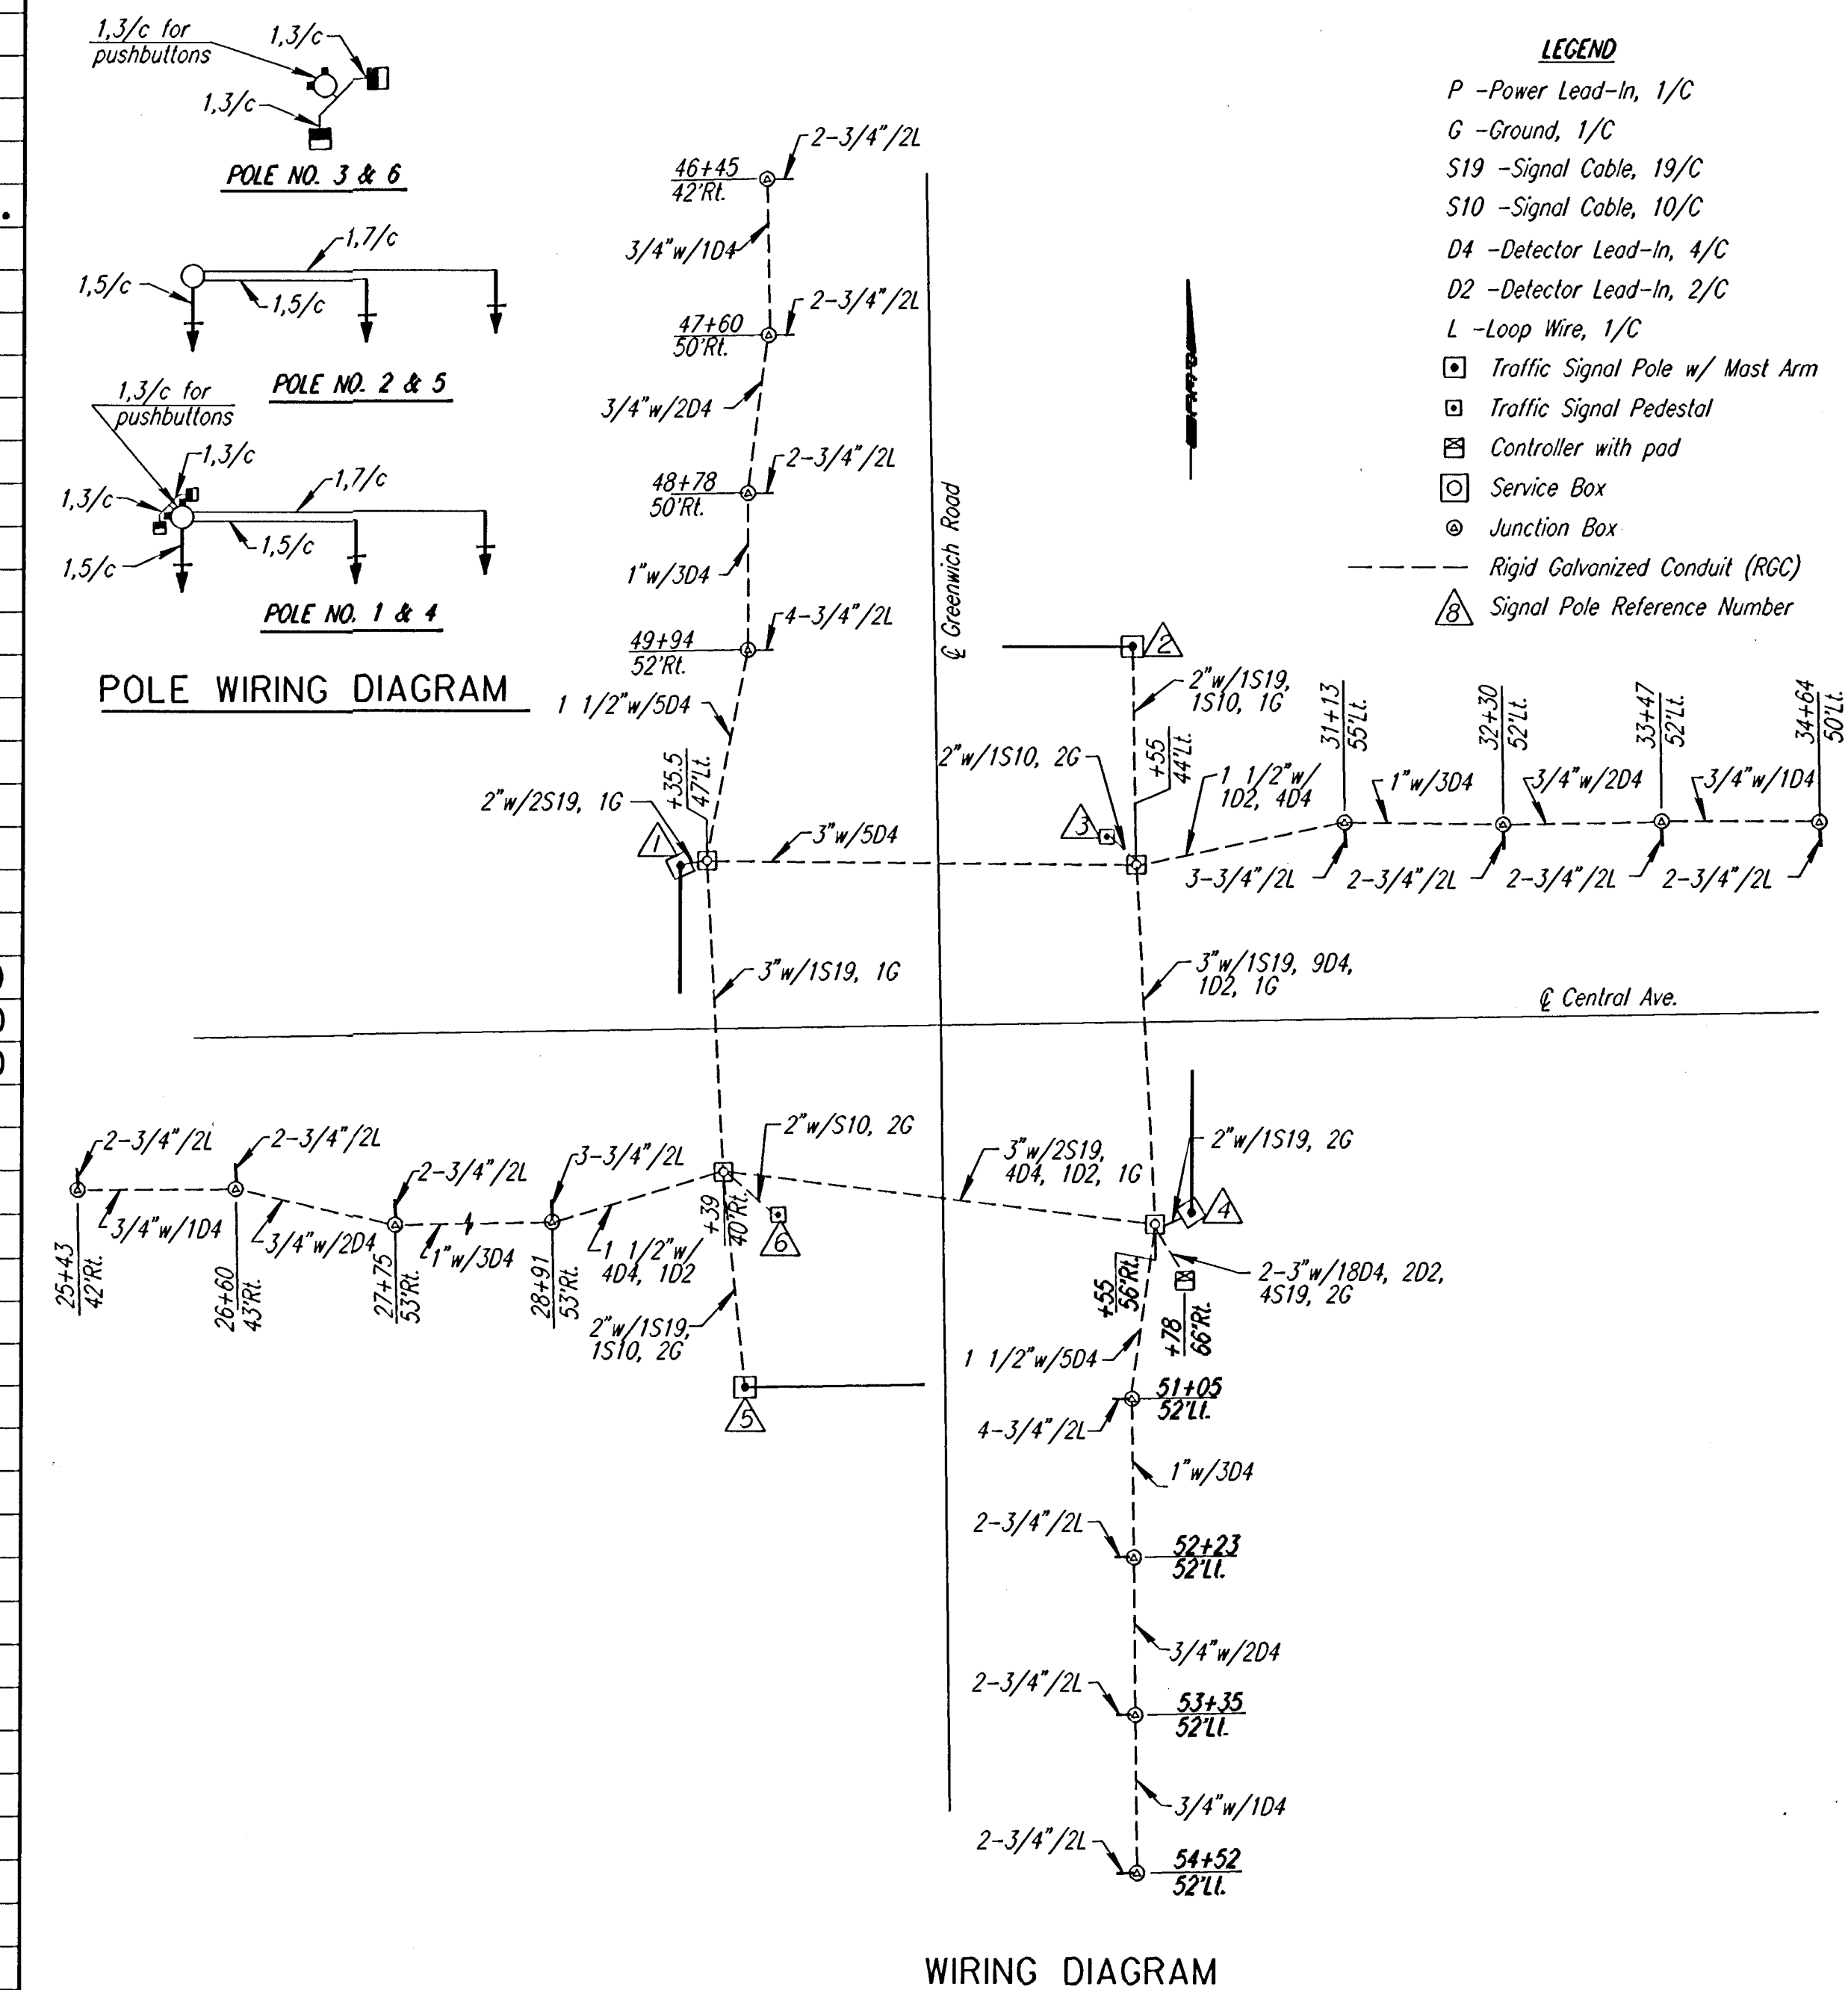 1,3/c for
pushbuttons
1,3/c
1,3/c
POLE NO. 3 & 6
1,7/c
1,5/c
1,5/c
POLE NO. 2 & 5
1,3/c for
pushbuttons
1,3/c
1,7/c
1,3/c
1,5/c
1,5/c
POLE NO. 1 & 4
POLE WIRING DIAGRAM
LEGEND
P -Power Lead-In, 1/C
G -Ground, 1/C
S19 -Signal Cable, 19/C
S10 -Signal Cable, 10/C
D4 -Detector Lead-In, 4/C
D2 -Detector Lead-In, 2/C
L -Loop Wire, 1/C
Traffic Signal Pole w/ Mast Arm
Traffic Signal Pedestal
Controller with pad
Service Box
Junction Box
Rigid Galvanized Conduit (RGC)
8 Signal Pole Reference Number
2-3/4"/2L
46+45
42'Rt.
3/4"w/1D4
2-3/4"/2L
47+60
50'Rt.
3/4"w/2D4
2-3/4"/2L
48+78
50'Rt.
1"w/3D4
4-3/4"/2L
49+94
52'Rt.
1 1/2"w/5D4
℄ Greenwich Road
2
2"w/1S19,
1S10, 1G
+35.5
47'Lt.
2"w/2S19, 1G
1
3"w/5D4
2"w/1S10, 2G
+55
44'Lt.
3
1 1/2"w/
1D2, 4D4
31+13
55'Lt.
1"w/3D4
32+30
52'Lt.
3/4"w/2D4
33+47
52'Lt.
3/4"w/1D4
34+64
50'Lt.
3-3/4"/2L
2-3/4"/2L
2-3/4"/2L
2-3/4"/2L
3"w/1S19, 1G
3"w/1S19, 9D4,
1D2, 1G
℄ Central Ave.
2-3/4"/2L
2-3/4"/2L
2-3/4"/2L
3-3/4"/2L
2"w/S10, 2G
3"w/2S19,
4D4, 1D2, 1G
2"w/1S19, 2G
4
3/4"w/1D4
3/4"w/2D4
1"w/3D4
1 1/2"w/
4D4, 1D2
25+43
42'Rt.
26+60
43'Rt.
27+75
53'Rt.
28+91
53'Rt.
+39
40'Rt.
6
+55
56'Rt.
+78
66'Rt.
2-3"w/18D4, 2D2,
4S19, 2G
2"w/1S19,
1S10, 2G
5
1 1/2"w/5D4
51+05
52'Lt.
4-3/4"/2L
1"w/3D4
2-3/4"/2L
52+23
52'Lt.
3/4"w/2D4
2-3/4"/2L
53+35
52'Lt.
3/4"w/1D4
2-3/4"/2L
54+52
52'Lt.
WIRING DIAGRAM